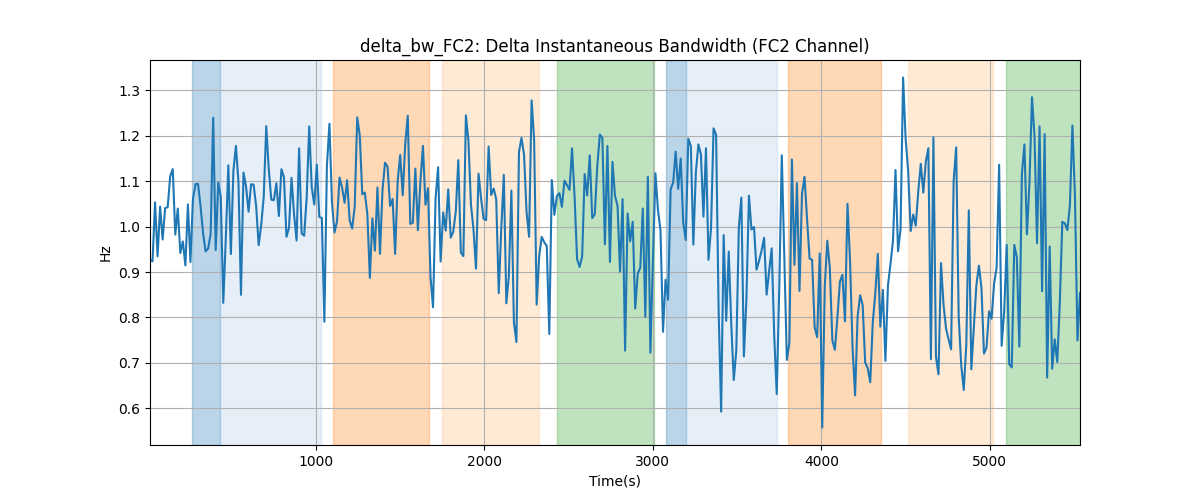 delta_bw_FC2: Delta Instantaneous Bandwidth (FC2 Channel)
Hz
1.3
1.2
1.1
1.0
0.9
0.8
0.7
0.6
1000 2000 3000 4000 5000
Time(s)